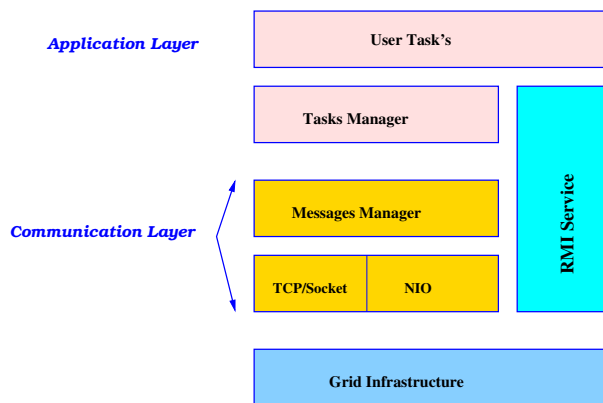 Application Layer
User Task's
Tasks Manager
Messages Manager
Communication Layer
TCP/Socket
NIO
RMI Service
Grid Infrastructure